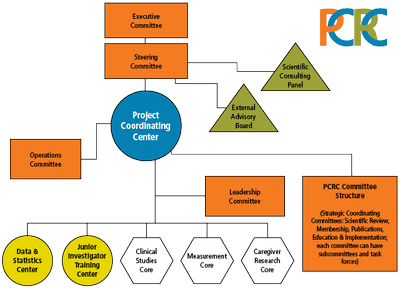 Executive
Committee
PCRC
Steering
Committee
Scientific
Consulting
Panel
External
Advisory
Board
Project
Coordinating
Center
Operations
Committee
Leadership
Committee
PCRC Committee
Structure
(Strategic Coordinating
Committees: Scientific Review,
Membership, Publications,
Education & Implementation;
each committee can have
subcommittees and task
forces)
Data &
Statistics
Center
Junior
Investigator
Training
Center
Clinical
Studies
Core
Measurement
Core
Caregiver
Research
Core